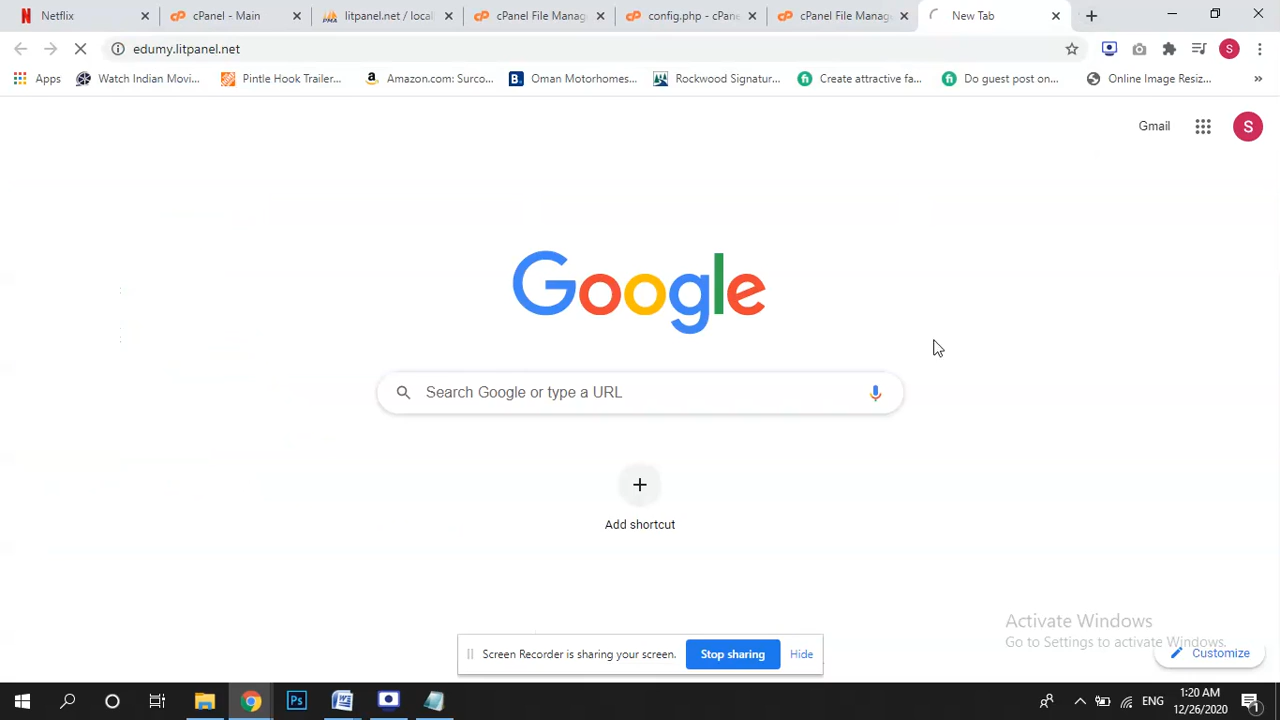 Netflix
cPanel - Main
litpanel.net / locali
cPanel File Manag
config.php - cPane
cPanel File Manag
New Tab
edumy.litpanel.net
S
Apps
Watch Indian Movi...
Pintle Hook Trailer...
Amazon.com: Surco...
Oman Motorhomes...
Rockwood Signatur...
Create attractive fa...
Do guest post on...
Online Image Resiz...
»
Gmail
S
Google
Search Google or type a URL
Add shortcut
Activate Windows
Go to Settings to activate Windows.
Customize
Screen Recorder is sharing your screen.
Stop sharing
Hide
Ps
ENG
1:20 AM
12/26/2020
1